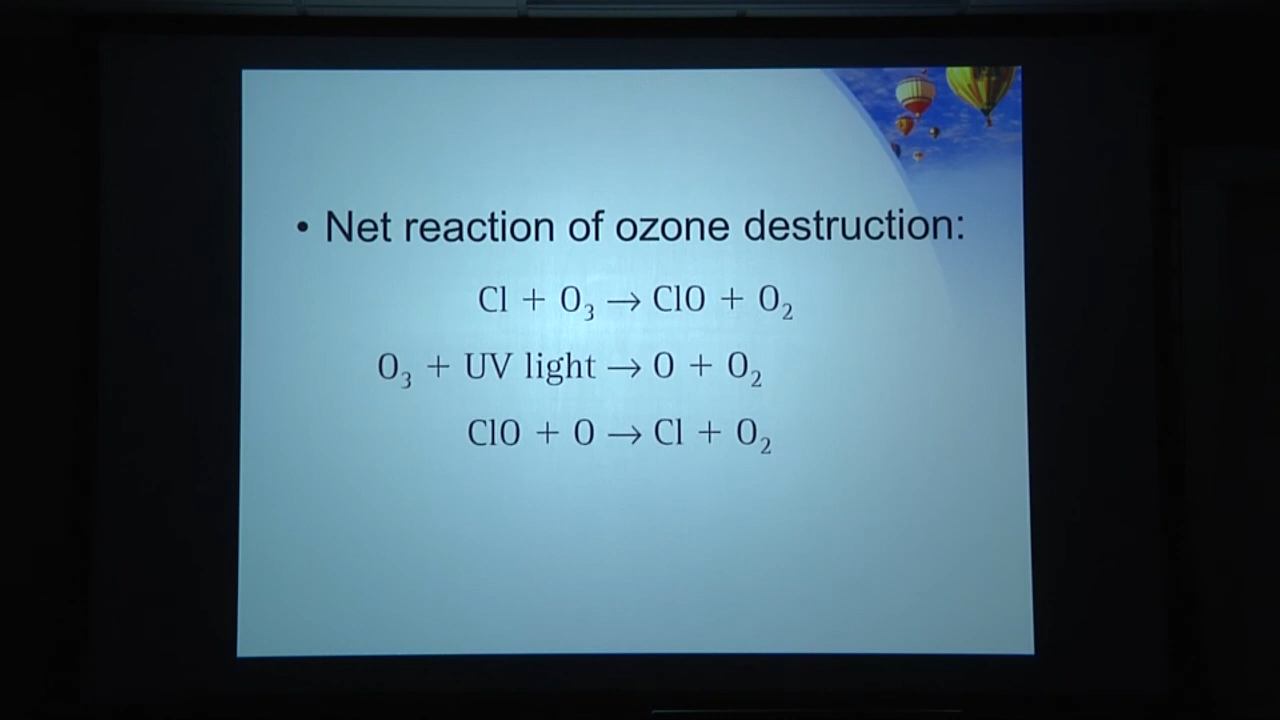 • Net reaction of ozone destruction:
Cl + O₃ → ClO + O₂
O₃ + UV light → O + O₂
ClO + O → Cl + O₂